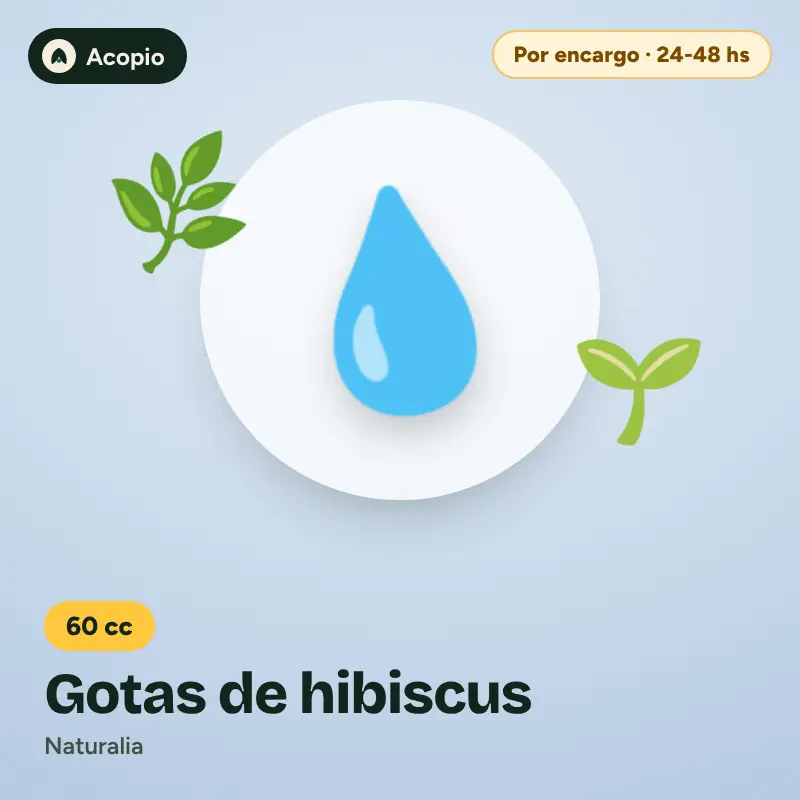 Acopio
Por encargo · 24-48 hs
60 cc
Gotas de hibiscus
Naturalia